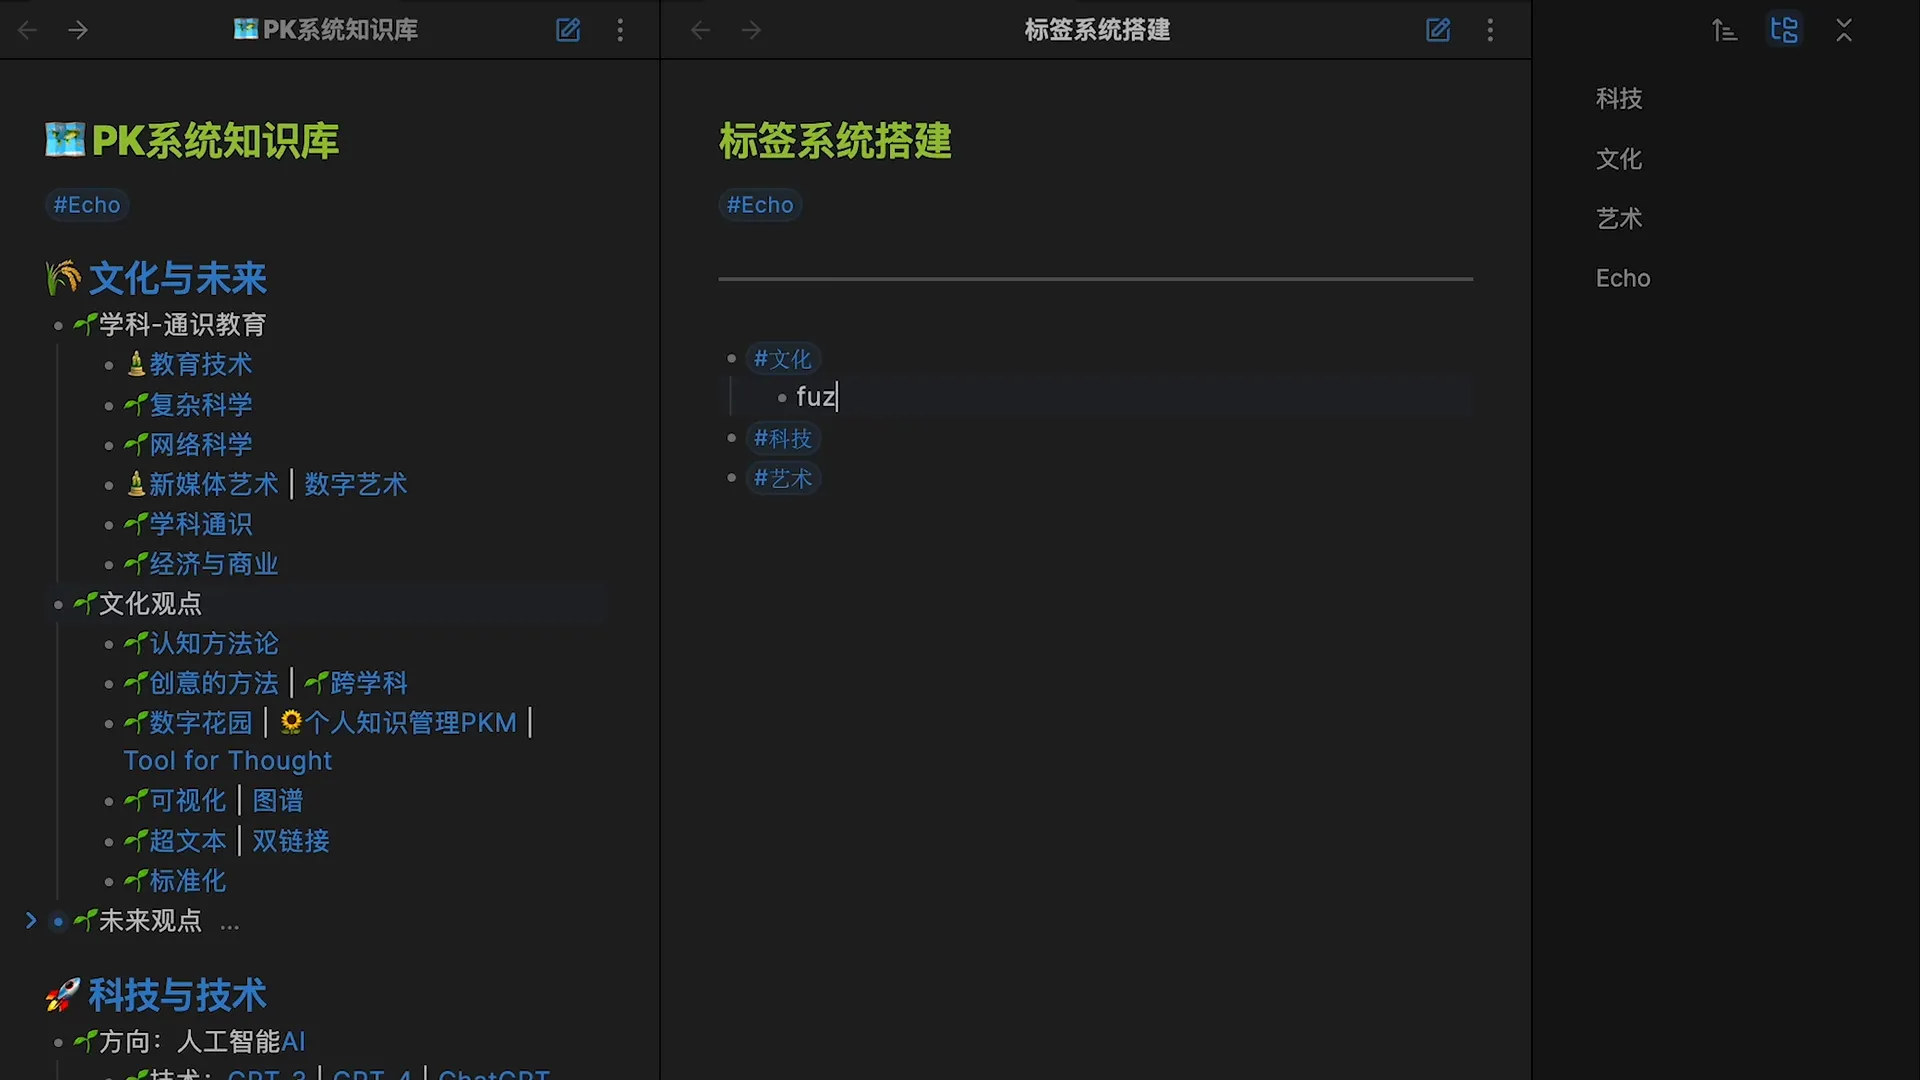 PK系统知识库
标签系统搭建
PK系统知识库
#Echo
文化与未来
学科-通识教育
教育技术
复杂科学
网络科学
新媒体艺术 | 数字艺术
学科通识
经济与商业
文化观点
认知方法论
创意的方法 | 跨学科
数字花园 | 个人知识管理PKM |
Tool for Thought
可视化 | 图谱
超文本 | 双链接
标准化
未来观点 ...
科技与技术
方向：人工智能AI
技术：GPT-3 | GPT-4 | ChatGPT
标签系统搭建
#Echo
#文化
fuz
#科技
#艺术
科技
文化
艺术
Echo